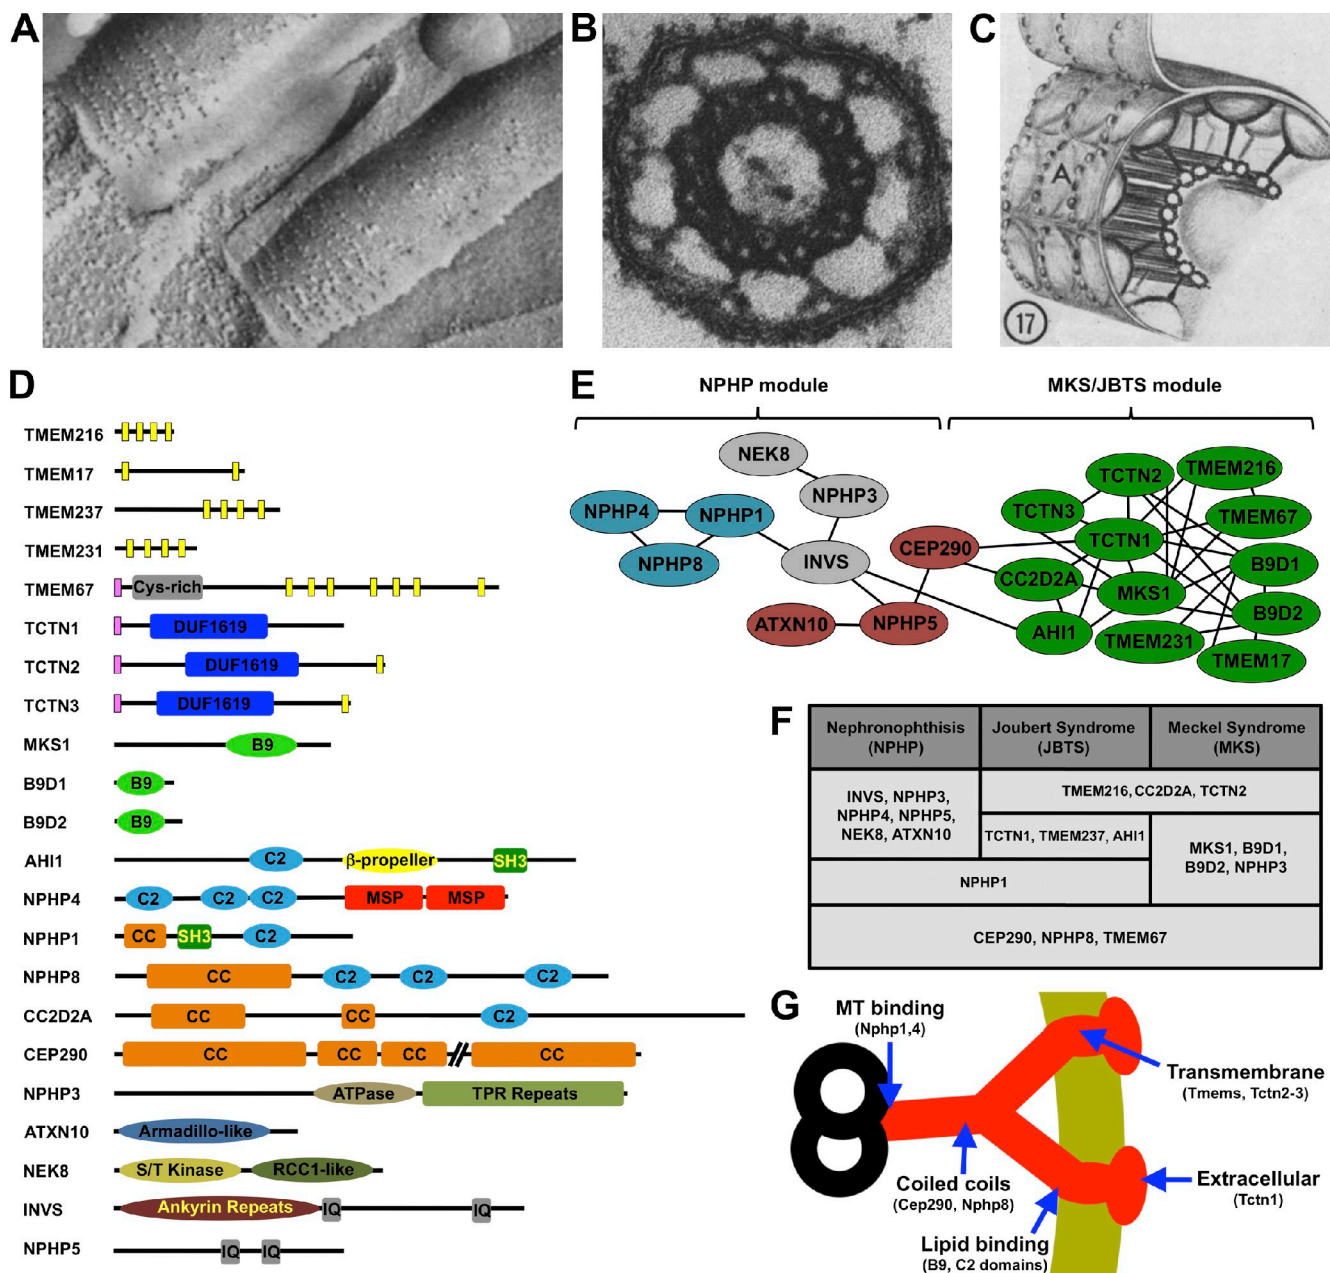 A
B
C
A
17
D
TMEM216
TMEM17
TMEM237
TMEM231
TMEM67
Cys-rich
TCTN1
DUF1619
TCTN2
DUF1619
TCTN3
DUF1619
MKS1
B9
B9D1
B9
B9D2
B9
AHI1
C2
β-propeller
SH3
NPHP4
C2
C2
C2
MSP
MSP
NPHP1
CC
SH3
C2
NPHP8
CC
C2
C2
C2
CC2D2A
CC
CC
C2
CEP290
CC
CC
CC
CC
NPHP3
ATPase
TPR Repeats
ATXN10
Armadillo-like
NEK8
S/T Kinase
RCC1-like
INVS
Ankyrin Repeats
IQ
IQ
NPHP5
IQ
IQ
E
NPHP module
MKS/JBTS module
NEK8
NPHP3
NPHP4
NPHP1
NPHP8
INVS
CEP290
ATXN10
NPHP5
TCTN2
TMEM216
TCTN3
TMEM67
TCTN1
B9D1
CC2D2A
MKS1
B9D2
AHI1
TMEM231
TMEM17
F
Nephronophthisis
(NPHP)
Joubert Syndrome
(JBTS)
Meckel Syndrome
(MKS)
INVS, NPHP3,
NPHP4, NPHP5,
NEK8, ATXN10
TMEM216, CC2D2A, TCTN2
TCTN1, TMEM237, AHI1
MKS1, B9D1,
B9D2, NPHP3
NPHP1
CEP290, NPHP8, TMEM67
G
MT binding
(Nphp1,4)
Transmembrane
(Tmems, Tctn2-3)
Coiled coils
(Cep290, Nphp8)
Extracellular
(Tctn1)
Lipid binding
(B9, C2 domains)